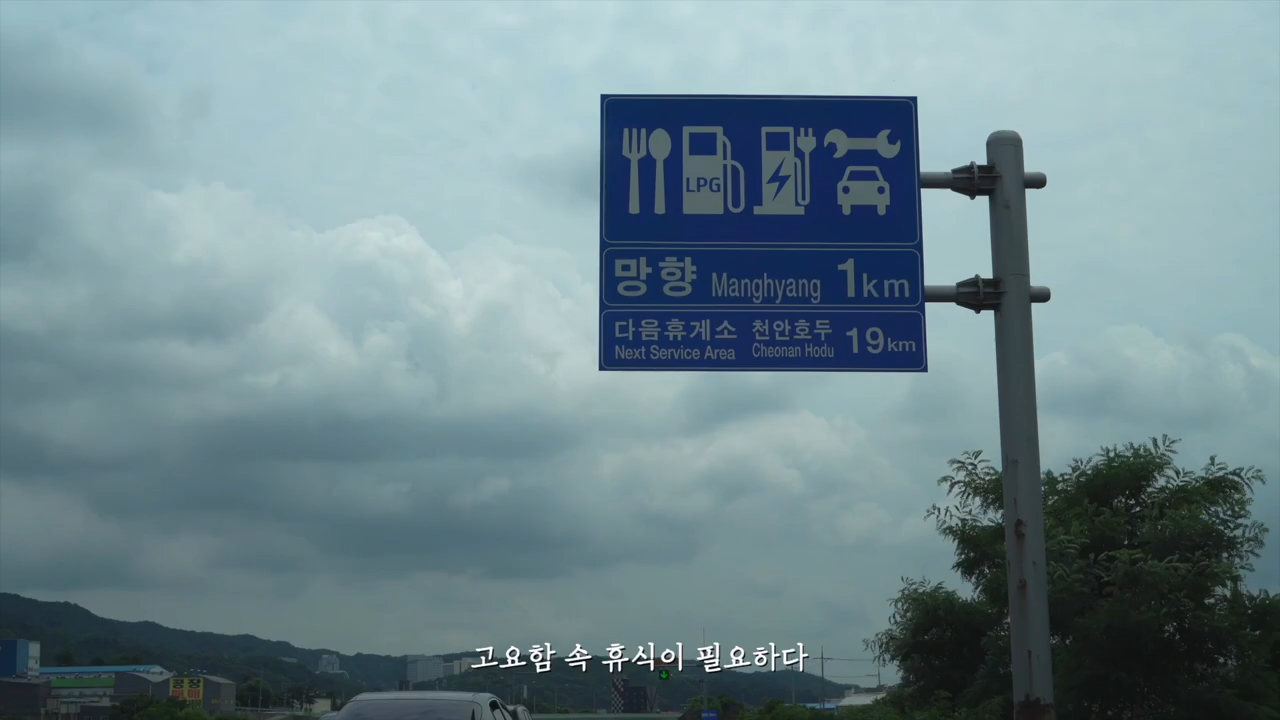 LPG
망향 Manghyang 1km
다음휴게소 천안호두 19km
Next Service Area Cheonan Hodu
고요함 속 휴식이 필요하다